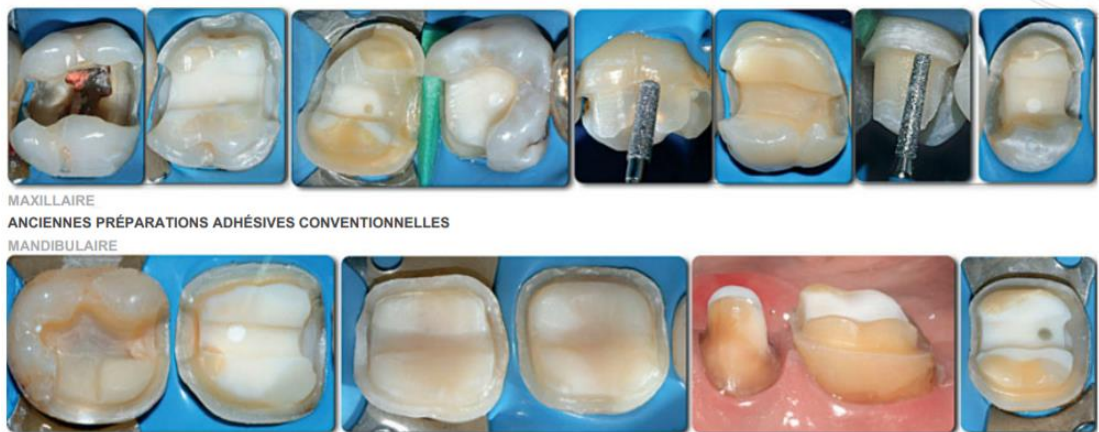 MAXILLAIRE
ANCIENNES PRÉPARATIONS ADHÉSIVES CONVENTIONNELLES
MANDIBULAIRE